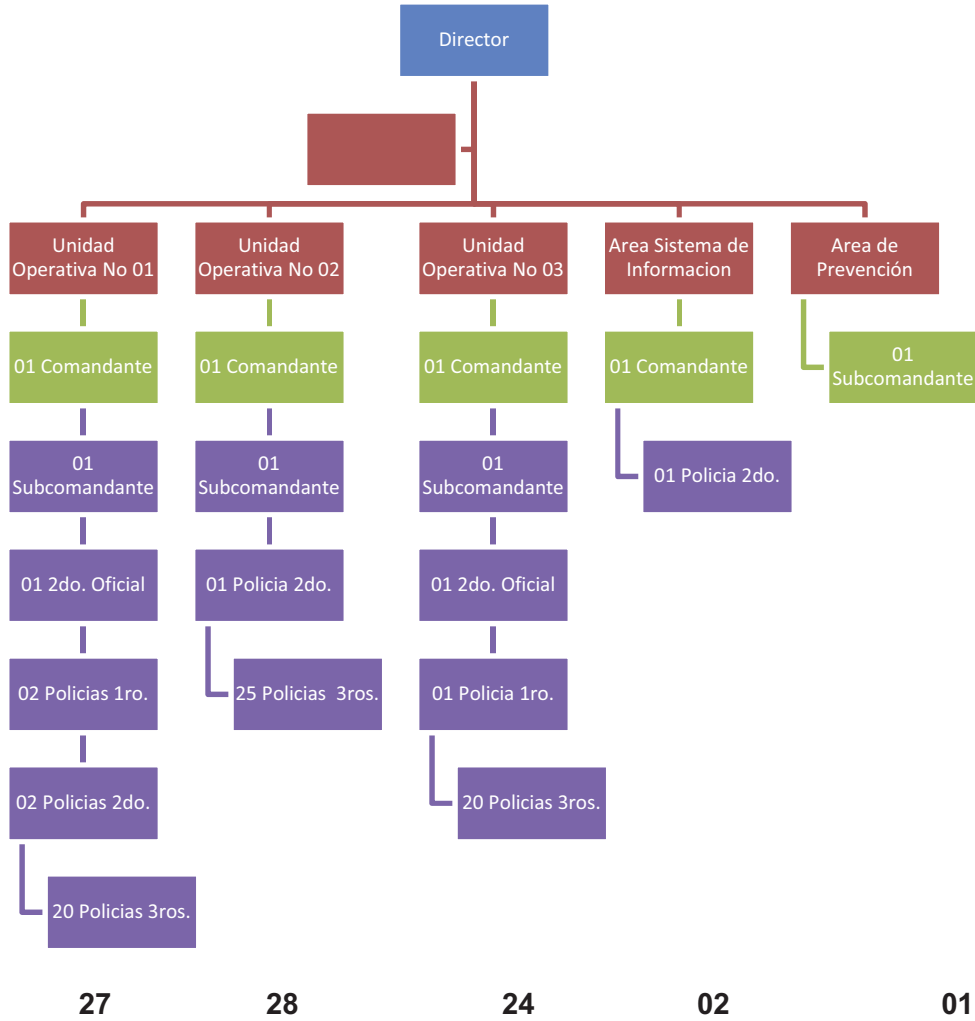 Director
Unidad
Operativa No 01
Unidad
Operativa No 02
Unidad
Operativa No 03
Area Sistema de
Informacion
Area de
Prevención
01 Comandante
01 Comandante
01 Comandante
01 Comandante
01
Subcomandante
01
Subcomandante
01
Subcomandante
01
Subcomandante
01 Policia 2do.
01 2do. Oficial
01 Policia 2do.
01 2do. Oficial
02 Policias 1ro.
25 Policias  3ros.
01 Policia 1ro.
02 Policias 2do.
20 Policias 3ros.
20 Policias 3ros.
27
28
24
02
01